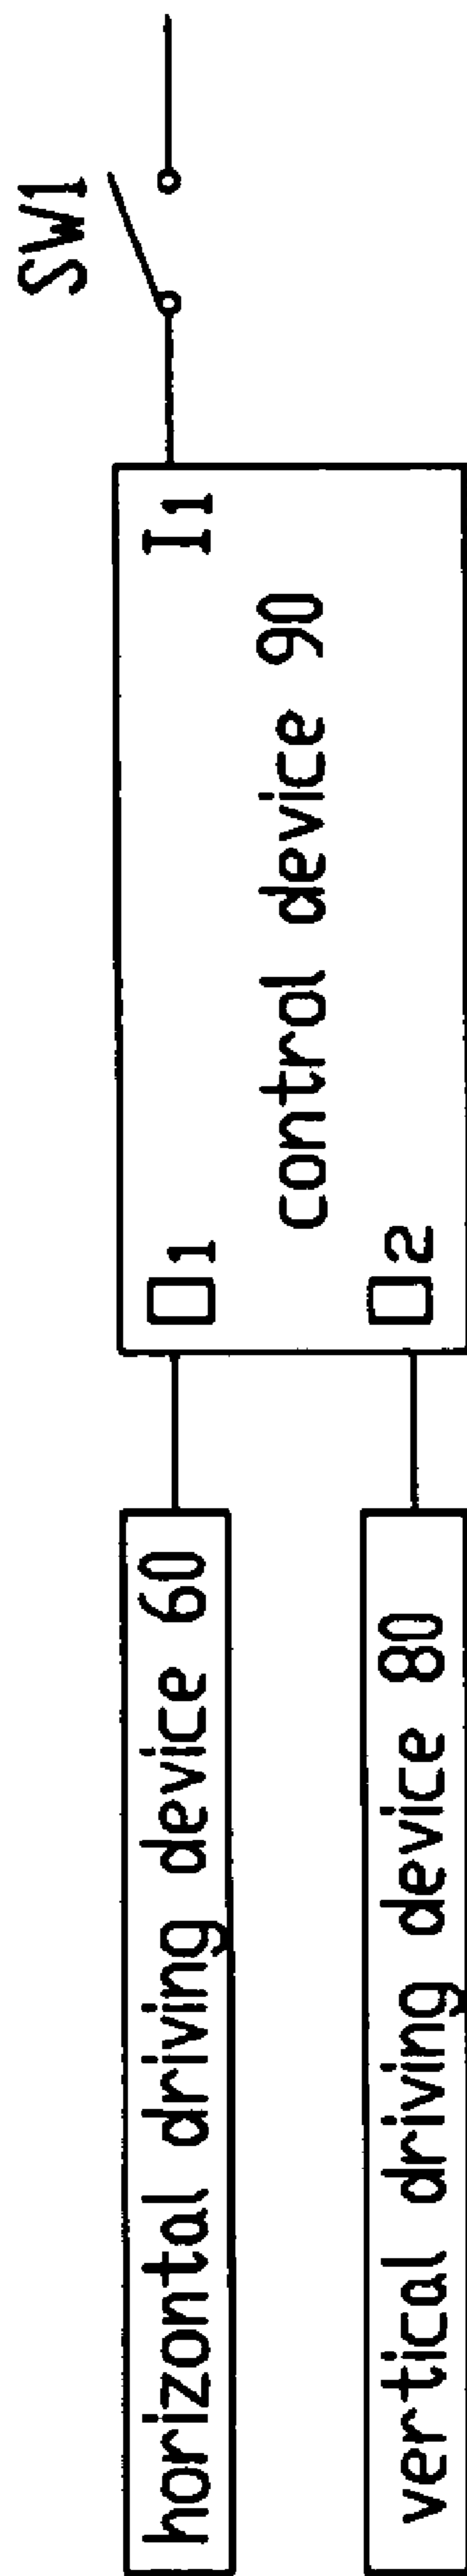 SW1
horizontal driving device 60
O1
I1
control device 90
vertical driving device 80
O2